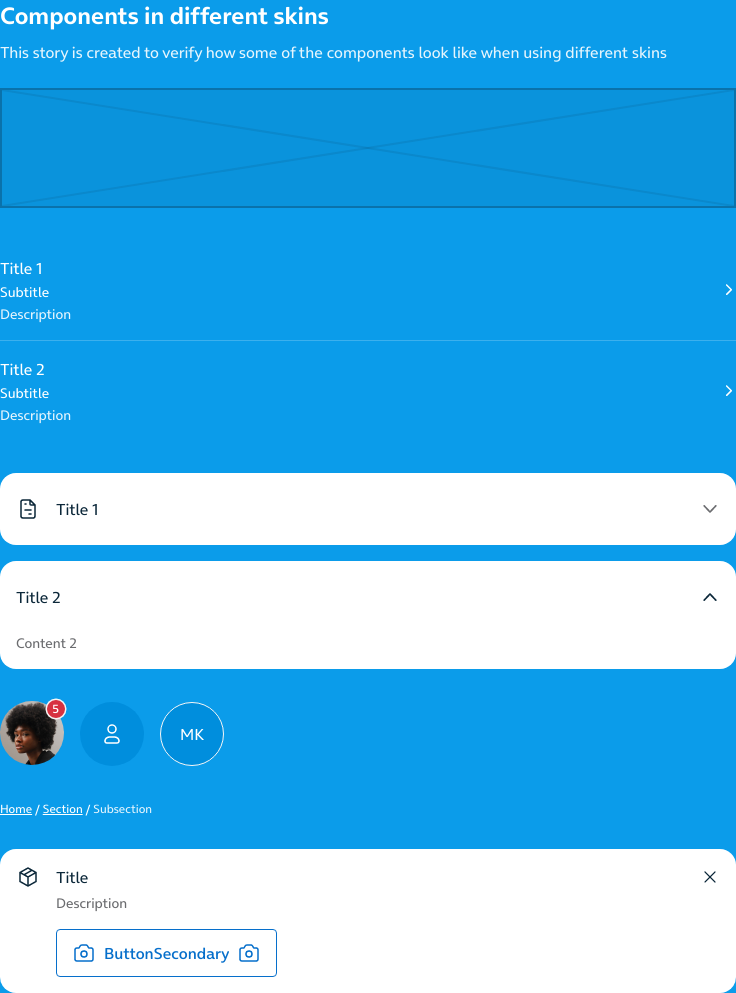 Components in different skins
This story is created to verify how some of the components look like when using different skins
Title 1
Subtitle
Description
Title 2
Subtitle
Description
Title 1
Title 2
Content 2
5
MK
Home / Section / Subsection
Title
Description
ButtonSecondary